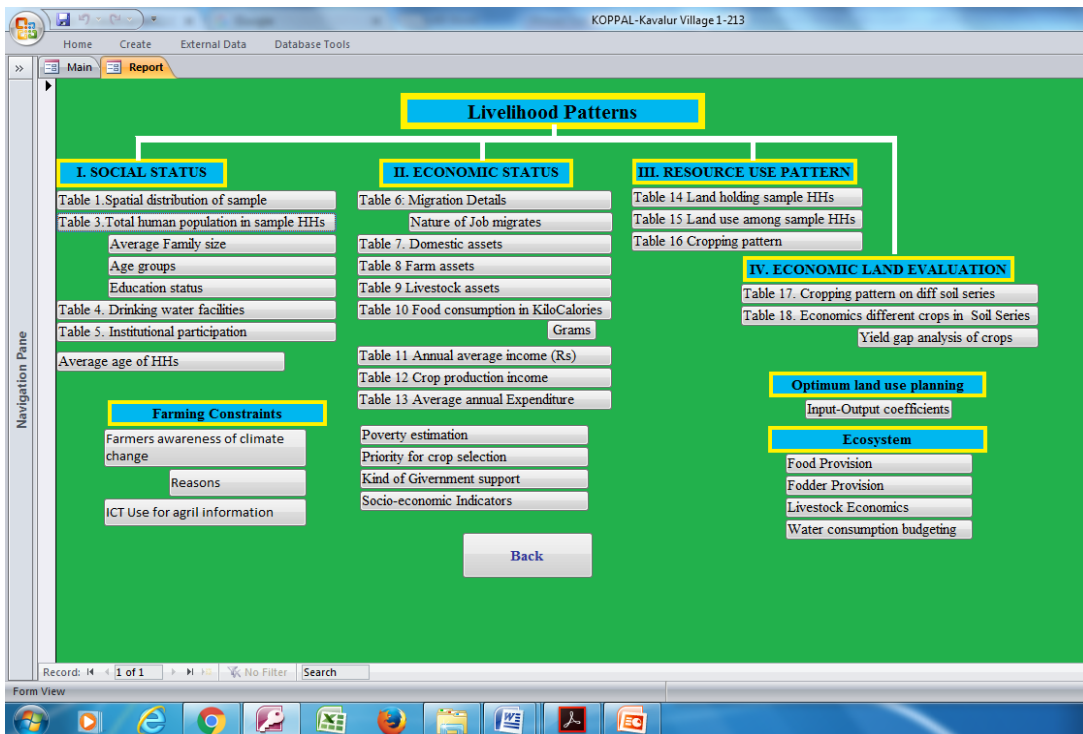 KOPPAL-Kavalur Village 1-213
Home Create External Data Database Tools
Main Report
Livelihood Patterns
I. SOCIAL STATUS
Table 1.Spatial distribution of sample
Table 3.Total human population in sample HHs
Average Family size
Age groups
Education status
Table 4. Drinking water facilities
Table 5. Institutional participation
Average age of HHs
Farming Constraints
Farmers awareness of climate
change
Reasons
ICT Use for agril information
II. ECONOMIC STATUS
Table 6: Migration Details
Nature of Job migrates
Table 7. Domestic assets
Table 8 Farm assets
Table 9 Livestock assets
Table 10 Food consumption in KiloCalories
Grams
Table 11 Annual average income (Rs)
Table 12 Crop production income
Table 13 Average annual Expenditure
Poverty estimation
Priority for crop selection
Kind of Givernment support
Socio-economic Indicators
Back
III. RESOURCE USE PATTERN
Table 14 Land holding sample HHs
Table 15 Land use among sample HHs
Table 16 Cropping pattern
IV. ECONOMIC LAND EVALUATION
Table 17. Cropping pattern on diff soil series
Table 18. Economics different crops in Soil Series
Yield gap analysis of crops
Optimum land use planning
Input-Output coefficients
Ecosystem
Food Provision
Fodder Provision
Livestock Economics
Water consumption budgeting
Navigation Pane
Record: 1 of 1 No Filter Search
Form View